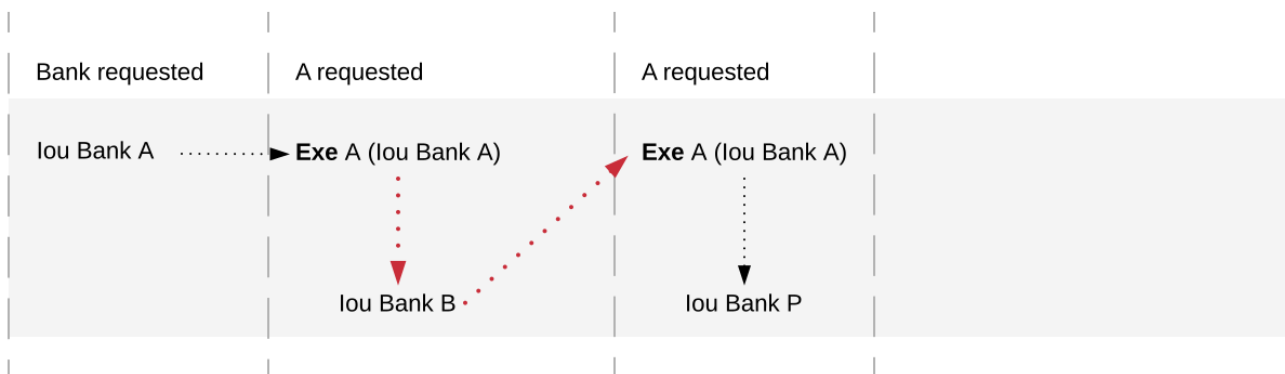 Bank requested
A requested
A requested
Iou Bank A
Exe A (Iou Bank A)
Exe A (Iou Bank A)
Iou Bank B
Iou Bank P